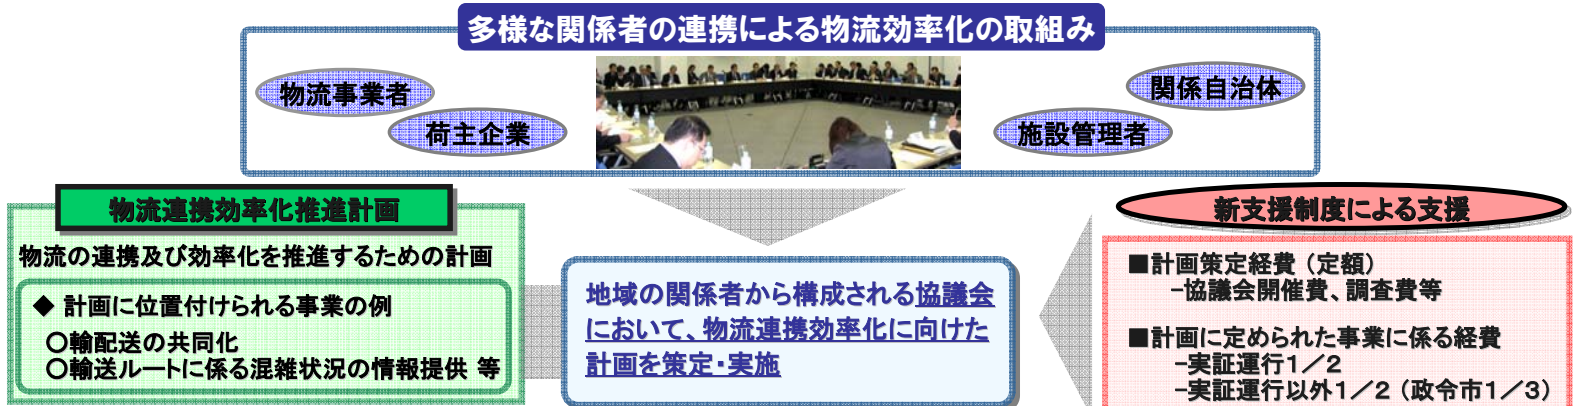 多様な関係者の連携による物流効率化の取組み
物流事業者
荷主企業
関係自治体
施設管理者
物流連携効率化推進計画
物流の連携及び効率化を推進するための計画
◆ 計画に位置付けられる事業の例
○輸配送の共同化
○輸送ルートに係る混雑状況の情報提供 等
地域の関係者から構成される協議会
において、物流連携効率化に向けた
計画を策定・実施
新支援制度による支援
■計画策定経費（定額）
－協議会開催費、調査費等
■計画に定められた事業に係る経費
－実証運行１／２
－実証運行以外１／２（政令市１／３）